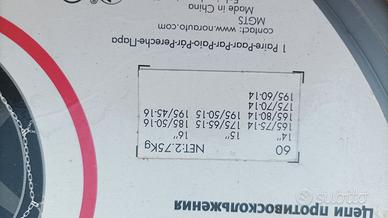 Цепи противоскольжения
60 NET:2.75Kg
14" 15" 16"
165/75-14 175/65-15 185/50-16
165/80-14 195/50-15 195/45-16
175/70-14
195/60-14
1 Paire-Paar-Par-Paio-Pár-Pereche-Пара
contact: www.norauto.com
MGTS
Made in China
subito